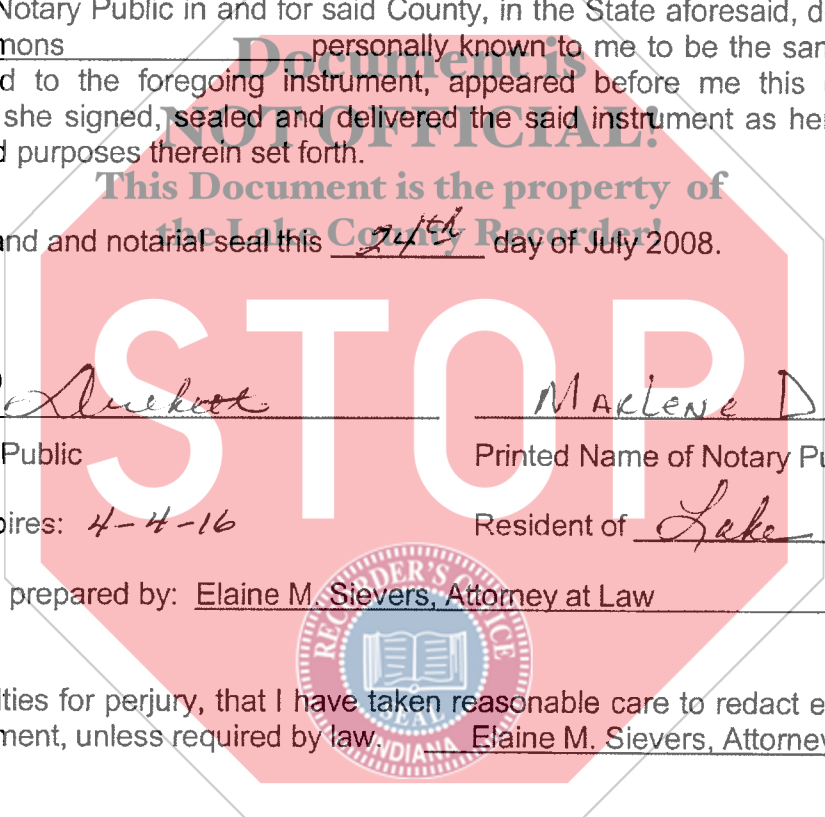 Notary Public in and for said County, in the State aforesaid, d
mons personally known to me to be the san
Document is
d to the foregoing instrument, appeared before me this
NOT OFFICIAL!
she signed, sealed and delivered the said instrument as he
d purposes therein set forth.
This Document is the property of
the Lake County Recorder!
and and notarial seal this 24th day of July 2008.
STOP
Marlene D
Public
Printed Name of Notary Pu
ires: 4-4-16
Resident of Lake
prepared by: Elaine M. Sievers, Attorney at Law
RECORDER'S OFFICE
SEAL
INDIANA
lties for perjury, that I have taken reasonable care to redact e
ment, unless required by law. Elaine M. Sievers, Attorney